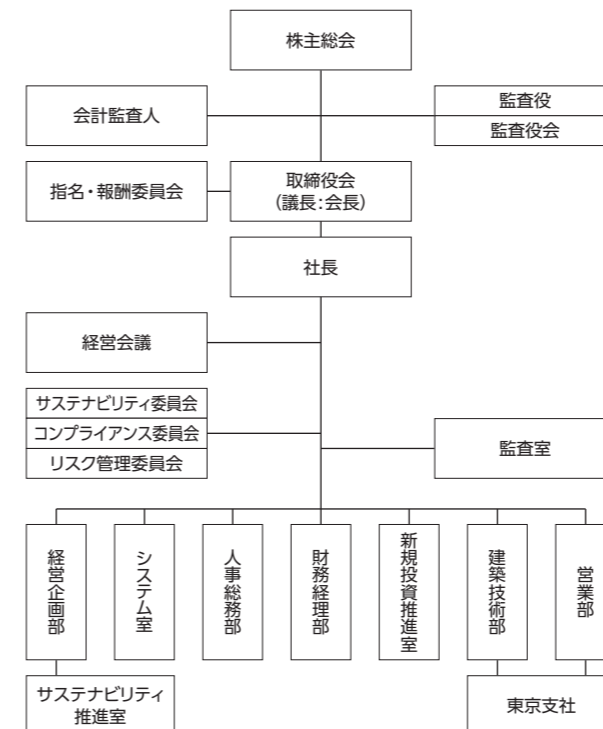 株主総会
会計監査人
監査役
監査役会
指名・報酬委員会
取締役会
(議長:会長)
社長
経営会議
サステナビリティ委員会
コンプライアンス委員会
リスク管理委員会
監査室
経営企画部
システム室
人事総務部
財務経理部
新規投資推進室
建築技術部
営業部
サステナビリティ
推進室
東京支社